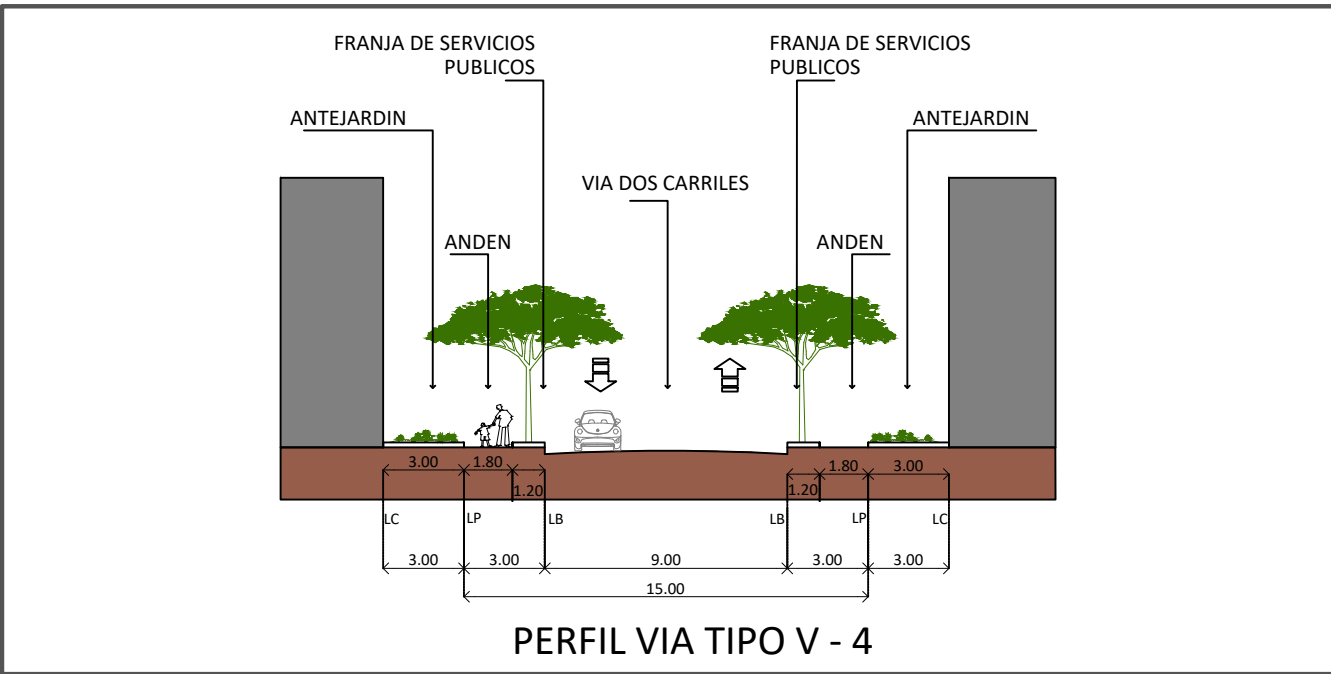 FRANJA DE SERVICIOS
PUBLICOS
FRANJA DE SERVICIOS
PUBLICOS
ANTEJARDIN
ANTEJARDIN
VIA DOS CARRILES
ANDEN
ANDEN
3.00 1.80 1.20 1.20 1.80 3.00
LC LP LB LB LP LC
3.00 3.00 9.00 3.00 3.00
15.00
PERFIL VIA TIPO V - 4